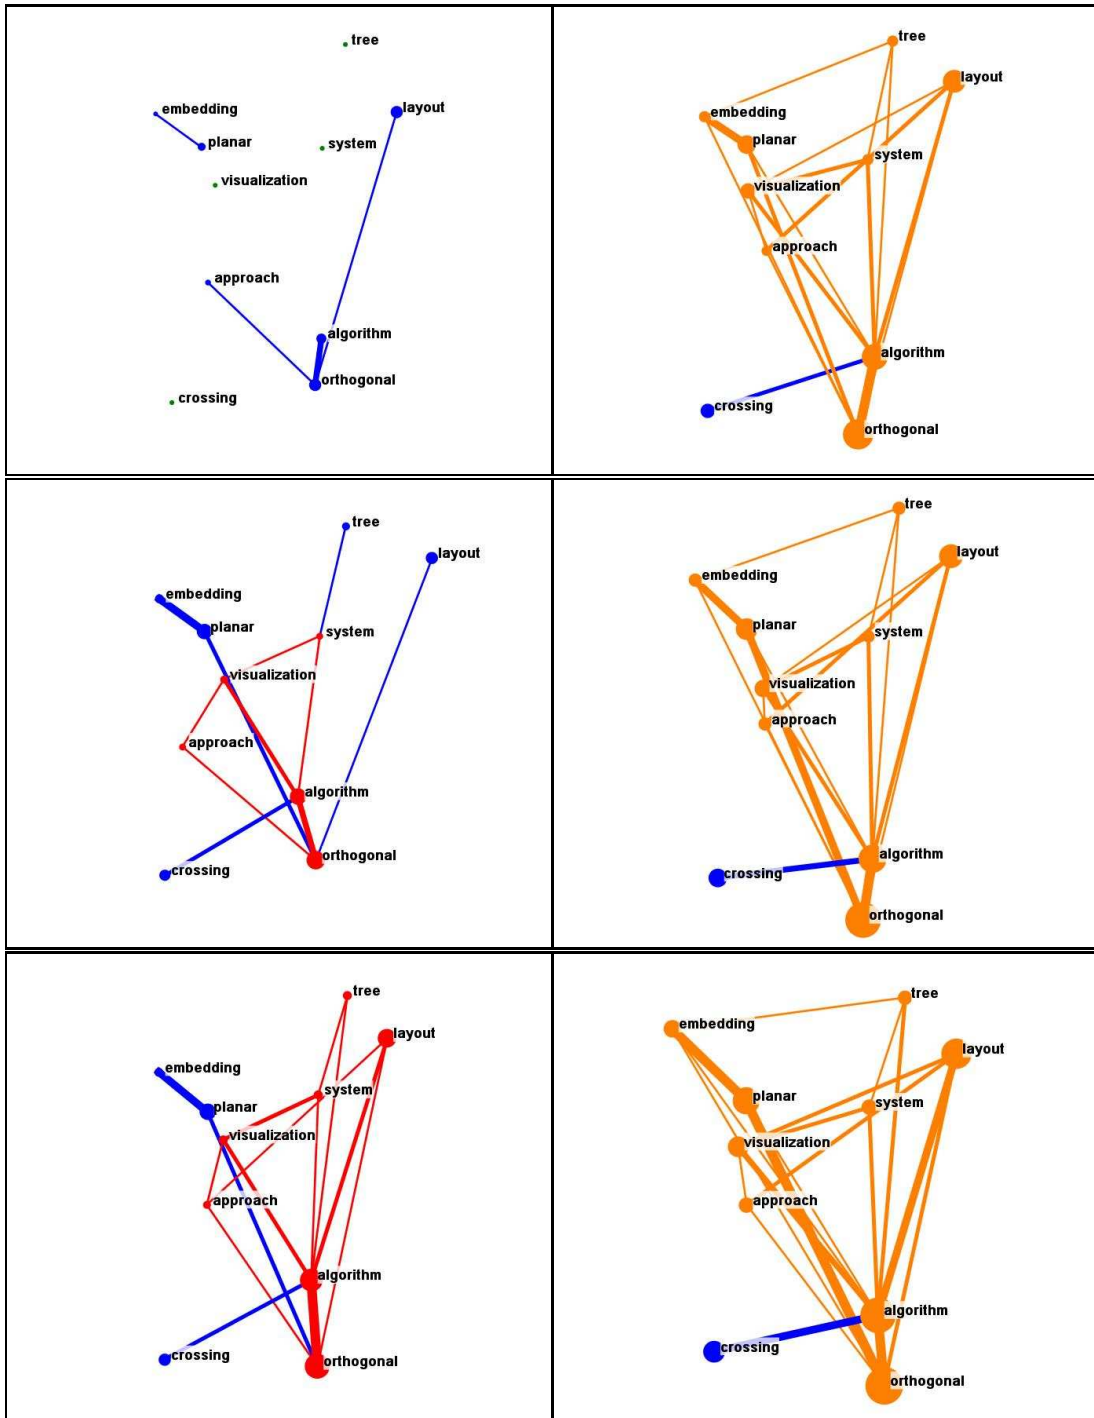 tree
embedding
layout
planar
system
visualization
approach
algorithm
orthogonal
crossing
tree
layout
embedding
planar
system
visualization
approach
algorithm
crossing
orthogonal
tree
layout
embedding
planar
system
visualization
approach
algorithm
orthogonal
crossing
tree
layout
embedding
planar
system
visualization
approach
algorithm
crossing
orthogonal
tree
layout
embedding
system
planar
visualization
approach
algorithm
crossing
orthogonal
tree
embedding
layout
planar
system
visualization
approach
algorithm
crossing
orthogonal